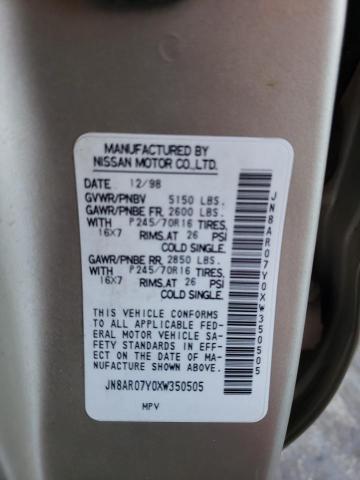 MANUFACTURED BY
NISSAN MOTOR CO.,LTD.
DATE 12/98
GVWR/PNBV 5150 LBS.
GAWR/PNBE FR. 2600 LBS.
WITH P245/70R16 TIRES,
16X7 RIMS,AT 26 PSI
COLD SINGLE.
GAWR/PNBE RR. 2850 LBS.
WITH P245/70R16 TIRES,
16X7 RIMS,AT 26 PSI
COLD SINGLE.
THIS VEHICLE CONFORMS
TO ALL APPLICABLE FED-
ERAL MOTOR VEHICLE SA-
FETY STANDARDS IN EFF-
ECT ON THE DATE OF MA-
NUFACTURE SHOWN ABOVE.
JN8AR07Y0XW350505
MPV
JN8AR07Y0XW350505